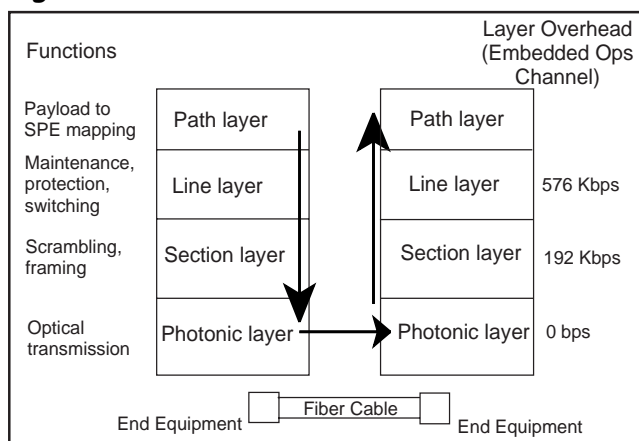 Functions
Layer Overhead
(Embedded Ops
Channel)
Payload to
SPE mapping
Path layer
Path layer
Maintenance,
protection,
switching
Line layer
Line layer
576 Kbps
Scrambling,
framing
Section layer
Section layer
192 Kbps
Optical
transmission
Photonic layer
Photonic layer
0 bps
Fiber Cable
End Equipment
End Equipment